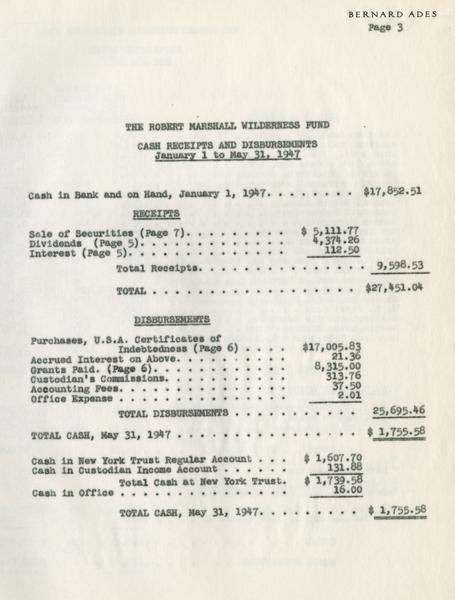 BERNARD ADES
Page 3
THE ROBERT MARSHALL WILDERNESS FUND
CASH RECEIPTS AND DISBURSEMENTS
January 1 to May 31, 1947
Cash in Bank and on Hand, January 1, 1947. . . . . . . . $17,852.51
RECEIPTS
Sale of Securities (Page 7). . . . . . . . . . $ 5,111.77
Dividends (Page 5). . . . . . . . . . . . . 4,374.26
Interest (Page 5). . . . . . . . . . . . . . 112.50
Total Receipts. . . . . . . . . . . . . . . . 9,598.53
TOTAL . . . . . . . . . . . . . . . . . . . $27,451.04
DISBURSEMENTS
Purchases, U.S.A. Certificates of
Indebtedness (Page 6) . . . . $17,005.83
Accrued Interest on Above. . . . . . . . . . 21.36
Grants Paid. (Page 6). . . . . . . . . . . . 8,315.00
Custodian's Commissions. . . . . . . . . . . 313.76
Accounting Fees. . . . . . . . . . . . . . . 37.50
Office Expense . . . . . . . . . . . . . . . 2.01
TOTAL DISBURSEMENTS . . . . . . . . . . . . 25,695.46
TOTAL CASH, May 31, 1947 . . . . . . . . . . . . . . . . $ 1,755.58
Cash in New York Trust Regular Account . . . $ 1,607.70
Cash in Custodian Income Account . . . . . . 131.88
Total Cash at New York Trust. $ 1,739.58
Cash in Office . . . . . . . . . . . . . . . 16.00
TOTAL CASH, May 31, 1947. . . . . . . . . . $ 1,755.58